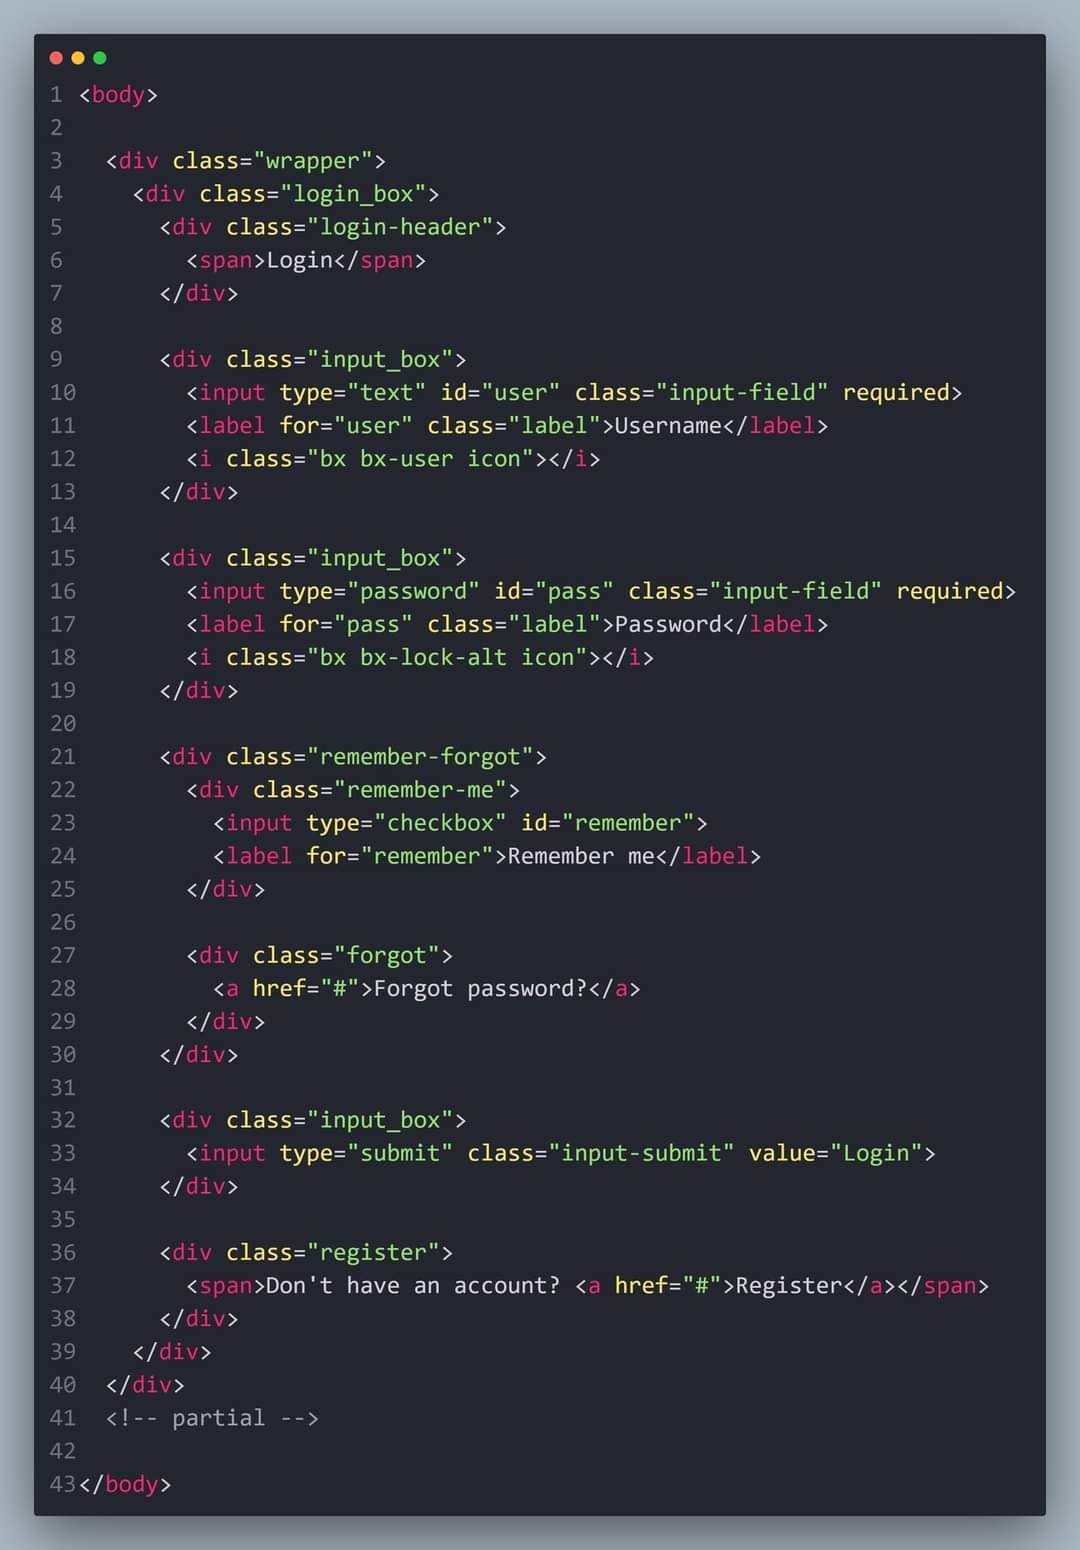 1 <body>
2
3   <div class="wrapper">
4     <div class="login_box">
5       <div class="login-header">
6         <span>Login</span>
7       </div>
8
9       <div class="input_box">
10         <input type="text" id="user" class="input-field" required>
11         <label for="user" class="label">Username</label>
12         <i class="bx bx-user icon"></i>
13       </div>
14
15       <div class="input_box">
16         <input type="password" id="pass" class="input-field" required>
17         <label for="pass" class="label">Password</label>
18         <i class="bx bx-lock-alt icon"></i>
19       </div>
20
21       <div class="remember-forgot">
22         <div class="remember-me">
23           <input type="checkbox" id="remember">
24           <label for="remember">Remember me</label>
25         </div>
26
27         <div class="forgot">
28           <a href="#">Forgot password?</a>
29         </div>
30       </div>
31
32       <div class="input_box">
33         <input type="submit" class="input-submit" value="Login">
34       </div>
35
36       <div class="register">
37         <span>Don't have an account? <a href="#">Register</a></span>
38       </div>
39     </div>
40   </div>
41   <!-- partial -->
42
43</body>